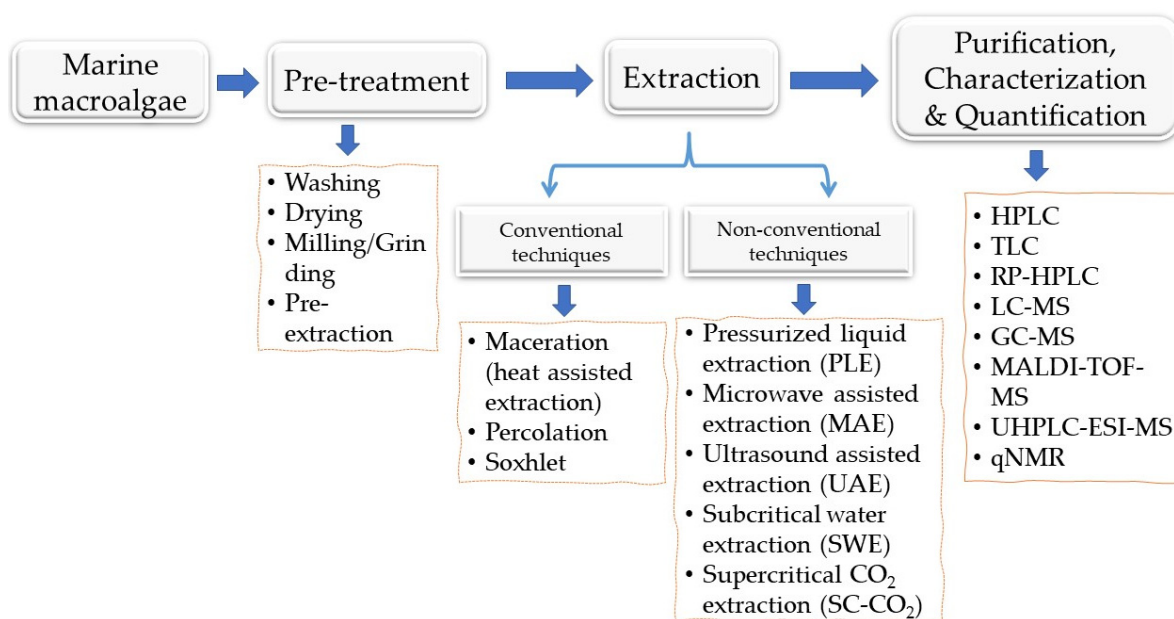 Marine
macroalgae
Pre-treatment
Extraction
Purification,
Characterization
& Quantification
• Washing
• Drying
• Milling/Grin
ding
• Pre-
extraction
Conventional
techniques
Non-conventional
techniques
• Maceration
(heat assisted
extraction)
• Percolation
• Soxhlet
• Pressurized liquid
extraction (PLE)
• Microwave assisted
extraction (MAE)
• Ultrasound assisted
extraction (UAE)
• Subcritical water
extraction (SWE)
• Supercritical CO₂
extraction (SC-CO₂)
• HPLC
• TLC
• RP-HPLC
• LC-MS
• GC-MS
• MALDI-TOF-
MS
• UHPLC-ESI-MS
• qNMR